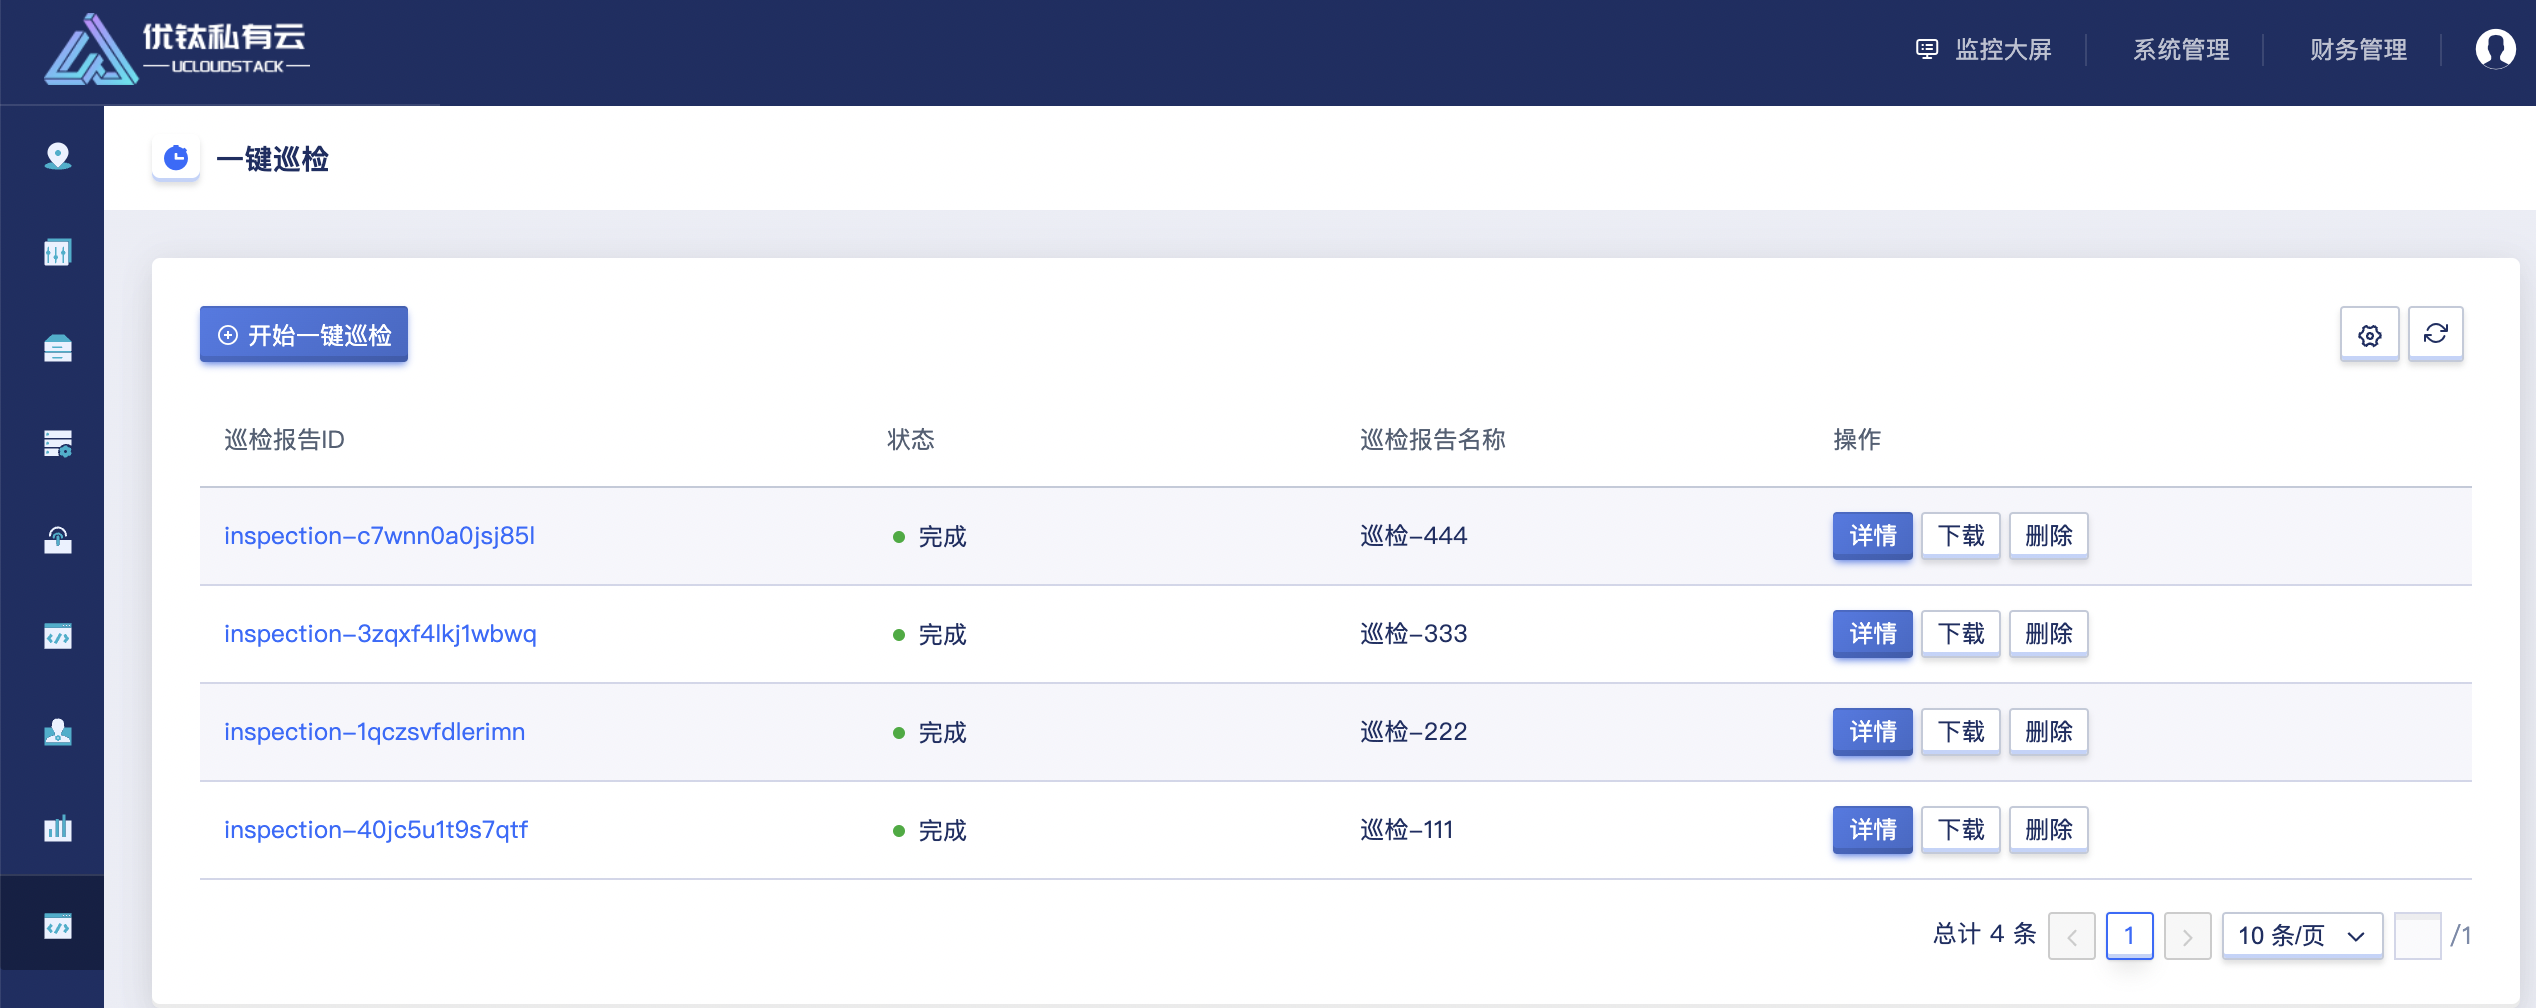 优钛私有云
UCLOUDSTACK
监控大屏
系统管理
财务管理
一键巡检
开始一键巡检
巡检报告ID 状态 巡检报告名称 操作
inspection-c7wnn0a0jsj85l 完成 巡检-444 详情 下载 删除
inspection-3zqxf4lkj1wbwq 完成 巡检-333 详情 下载 删除
inspection-1qczsvfdlerimn 完成 巡检-222 详情 下载 删除
inspection-40jc5u1t9s7qtf 完成 巡检-111 详情 下载 删除
总计 4 条 1 10 条/页 /1